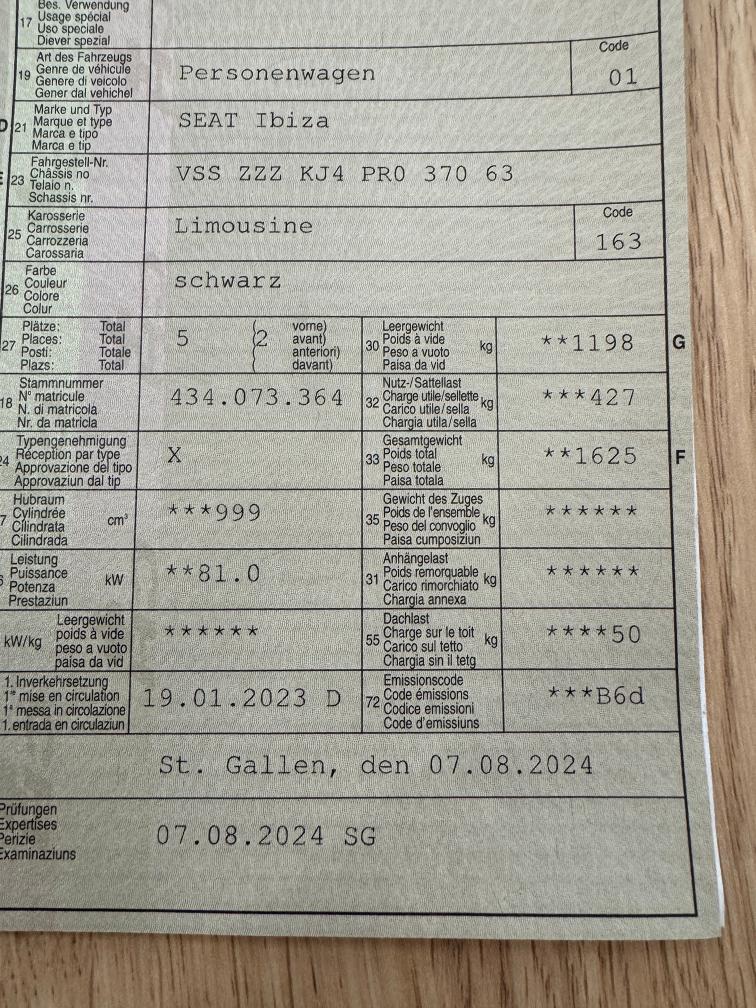 17 Bes. Verwendung
Usage spécial
Uso speciale
Diever spezial
19 Art des Fahrzeugs
Genre de véhicule
Genere di veicolo
Gener dal vehichel
Personenwagen
Code
01
D 21 Marke und Typ
Marque et type
Marca e tipo
Marca e tip
SEAT Ibiza
E 23 Fahrgestell-Nr.
Châssis no
Telaio n.
Schassis nr.
VSS ZZZ KJ4 PR0 370 63
25 Karosserie
Carrosserie
Carrozzeria
Carossaria
Limousine
Code
163
26 Farbe
Couleur
Colore
Colur
schwarz
27 Plätze: Total
Places: Total
Posti: Totale
Plazs: Total
5 (2 vorne)
avant)
anteriori)
davant)
30 Leergewicht
Poids à vide
Peso a vuoto
Paisa da vid
kg
**1198
G
18 Stammnummer
N° matricule
N. di matricola
Nr. da matricla
434.073.364
32 Nutz-/Sattellast
Charge utile/sellette
Carico utile/sella
Chargia utila/sella
kg
***427
24 Typengenehmigung
Réception par type
Approvazione del tipo
Approvaziun dal tip
X
33 Gesamtgewicht
Poids total
Peso totale
Paisa totala
kg
**1625
F
7 Hubraum
Cylindrée
Cilindrata
Cilindrada
cm³
***999
35 Gewicht des Zuges
Poids de l'ensemble
Peso del convoglio
Paisa cumposiziun
kg
******
6 Leistung
Puissance
Potenza
Prestaziun
kW
**81.0
31 Anhängelast
Poids remorquable
Carico rimorchiato
Chargia annexa
kg
******
kW/kg Leergewicht
poids à vide
peso a vuoto
paisa da vid
******
55 Dachlast
Charge sur le toit
Carico sul tetto
Chargia sin il tetg
kg
****50
1. Inverkehrsetzung
1re mise en circulation
1a messa in circolazione
1. entrada en circulaziun
19.01.2023 D
72 Emissionscode
Code émissions
Codice emissioni
Code d'emissiuns
***B6d
St. Gallen, den 07.08.2024
Prüfungen
Expertises
Perizie
Examinaziuns
07.08.2024 SG